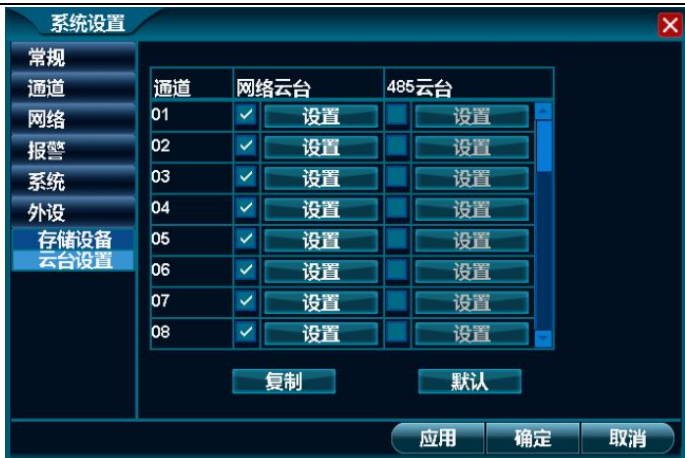 系统设置
常规
通道
网络
报警
系统
外设
存储设备
云台设置
通道 网络云台 485云台
01 设置 设置
02 设置 设置
03 设置 设置
04 设置 设置
05 设置 设置
06 设置 设置
07 设置 设置
08 设置 设置
复制 默认
应用 确定 取消